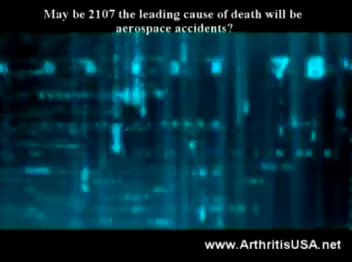 May be 2107 the leading cause of death will be
aerospace accidents?
www.ArthritisUSA.net